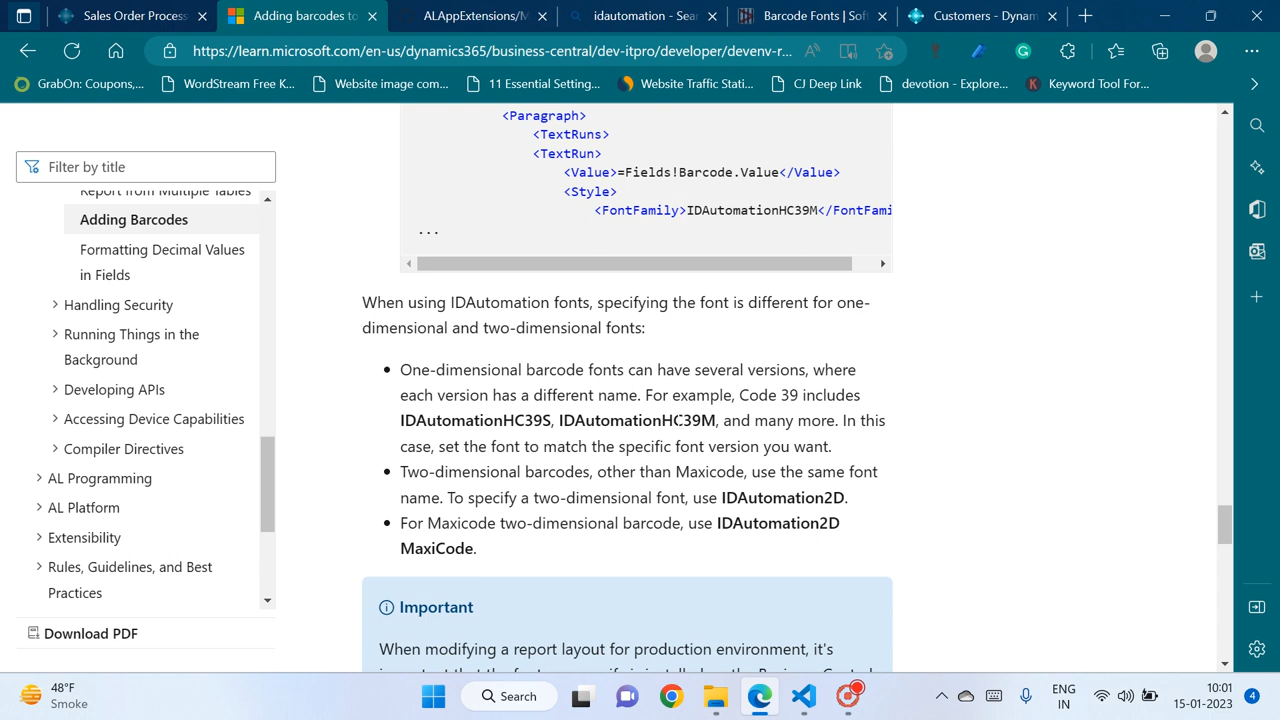 Sales Order Process
Adding barcodes to
ALAppExtensions/M
idautomation - Sear
Barcode Fonts | Soft
Customers - Dynam
https://learn.microsoft.com/en-us/dynamics365/business-central/dev-itpro/developer/devenv-r...
GrabOn: Coupons,...
WordStream Free K...
Website image com...
11 Essential Setting...
Website Traffic Stati...
CJ Deep Link
devotion - Explore...
Keyword Tool For...
Filter by title
Report from Multiple Tables
Adding Barcodes
Formatting Decimal Values
in Fields
Handling Security
Running Things in the
Background
Developing APIs
Accessing Device Capabilities
Compiler Directives
AL Programming
AL Platform
Extensibility
Rules, Guidelines, and Best
Practices
Download PDF
<Paragraph>
<TextRuns>
<TextRun>
<Value>=Fields!Barcode.Value</Value>
<Style>
<FontFamily>IDAutomationHC39M</FontFami
...
When using IDAutomation fonts, specifying the font is different for one-
dimensional and two-dimensional fonts:
One-dimensional barcode fonts can have several versions, where
each version has a different name. For example, Code 39 includes
IDAutomationHC39S, IDAutomationHC39M, and many more. In this
case, set the font to match the specific font version you want.
Two-dimensional barcodes, other than Maxicode, use the same font
name. To specify a two-dimensional font, use IDAutomation2D.
For Maxicode two-dimensional barcode, use IDAutomation2D
MaxiCode.
Important
When modifying a report layout for production environment, it's
48°F
Smoke
Search
ENG
IN
10:01
15-01-2023
4